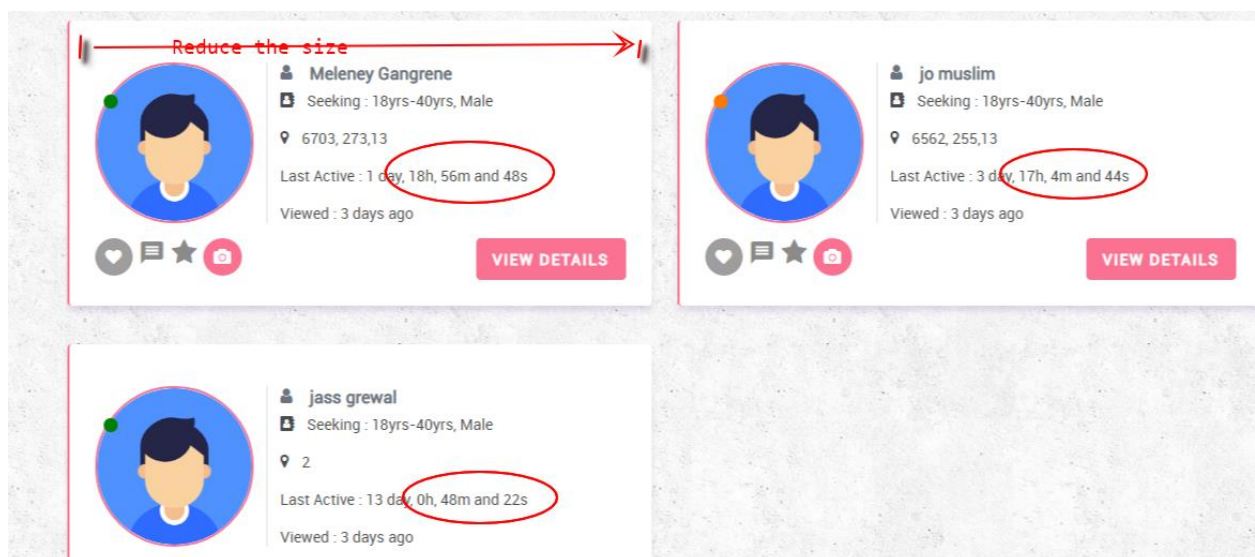 Reduce the size
Meleney Gangrene
Seeking : 18yrs-40yrs, Male
6703, 273,13
Last Active : 1 day, 18h, 56m and 48s
Viewed : 3 days ago
VIEW DETAILS
jo muslim
Seeking : 18yrs-40yrs, Male
6562, 255,13
Last Active : 3 day, 17h, 4m and 44s
Viewed : 3 days ago
VIEW DETAILS
jass grewal
Seeking : 18yrs-40yrs, Male
2
Last Active : 13 day, 0h, 48m and 22s
Viewed : 3 days ago